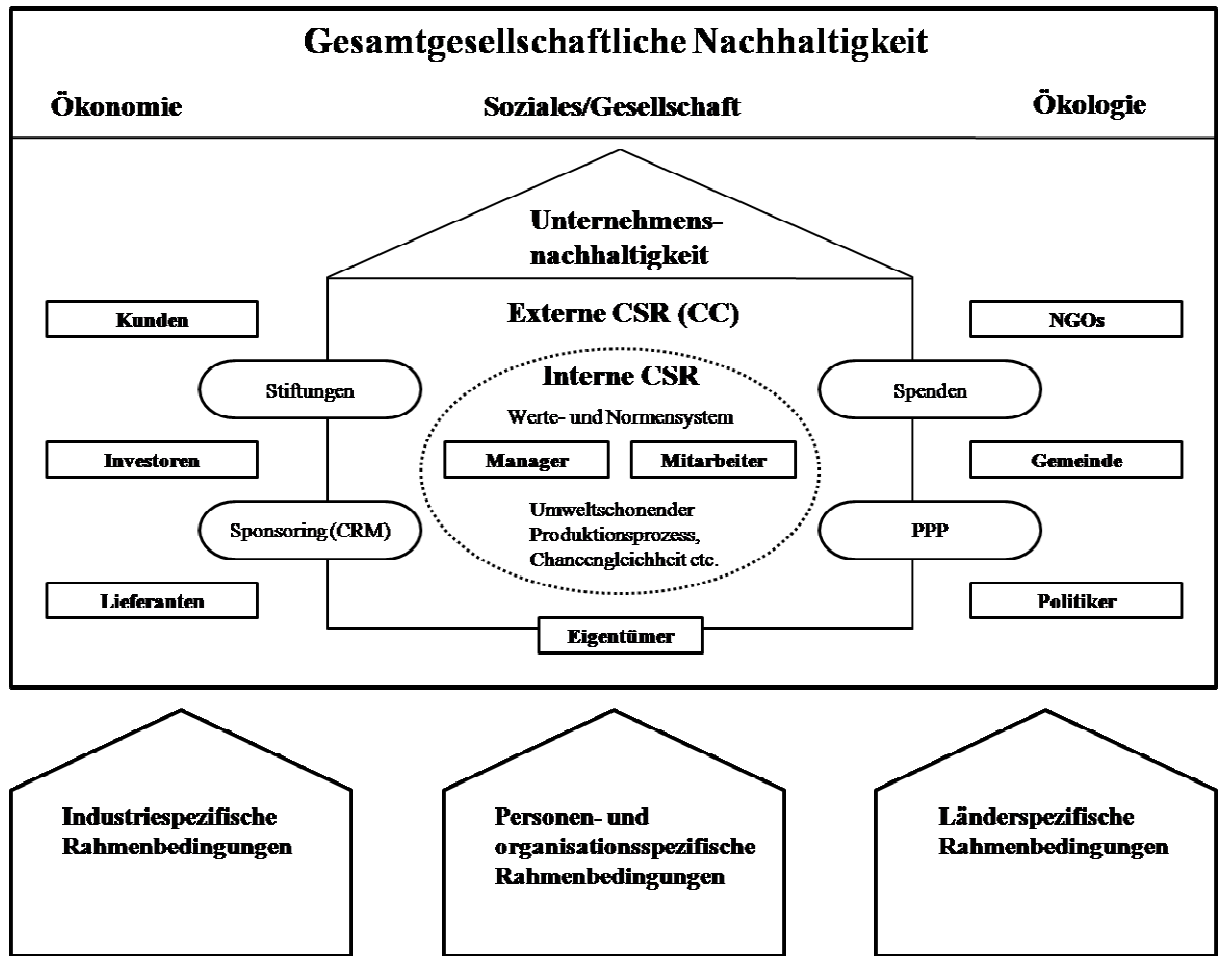 Gesamtgesellschaftliche Nachhaltigkeit
Ökonomie
Soziales/Gesellschaft
Ökologie
Unternehmens-
nachhaltigkeit
Externe CSR (CC)
Kunden
NGOs
Interne CSR
Stiftungen
Spenden
Werte- und Normensystem
Investoren
Manager
Mitarbeiter
Gemeinde
Sponsoring (CRM)
Umweltschonender
Produktionsprozess,
Chancengleichheit etc.
PPP
Lieferanten
Politiker
Eigentümer
Industriespezifische
Rahmenbedingungen
Personen- und
organisationsspezifische
Rahmenbedingungen
Länderspezifische
Rahmenbedingungen